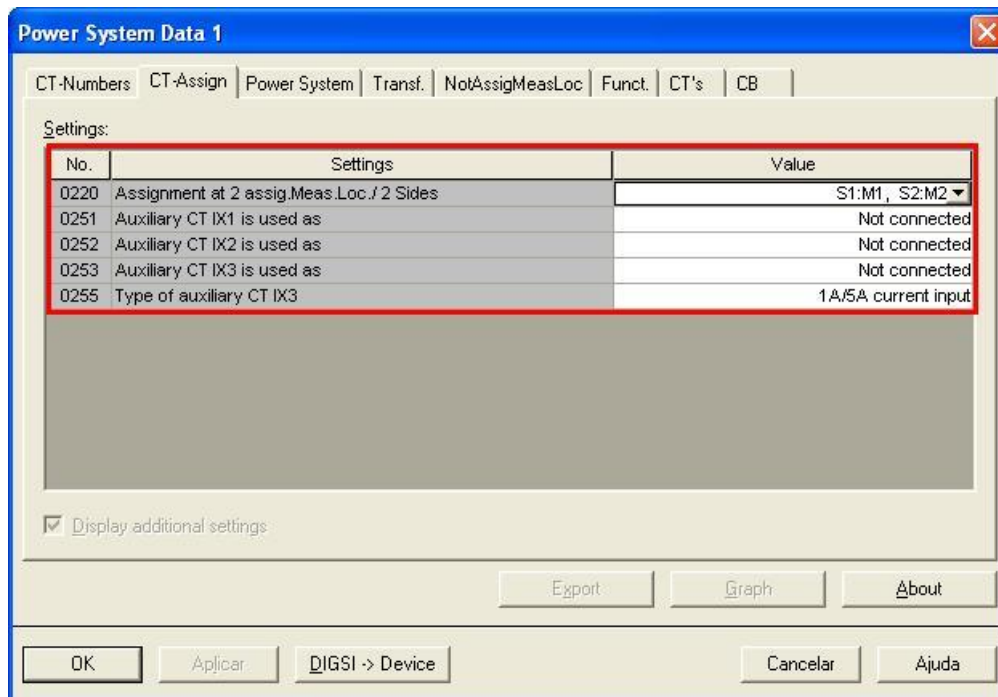 Power System Data 1
CT-Numbers CT-Assign Power System Transf. NotAssigMeasLoc Funct. CT's CB
Settings:
No. Settings Value
0220 Assignment at 2 assig.Meas.Loc./ 2 Sides S1:M1, S2:M2
0251 Auxiliary CT IX1 is used as Not connected
0252 Auxiliary CT IX2 is used as Not connected
0253 Auxiliary CT IX3 is used as Not connected
0255 Type of auxiliary CT IX3 1A/5A current input
Display additional settings
Export Graph About
OK Aplicar DIGSI -> Device Cancelar Ajuda